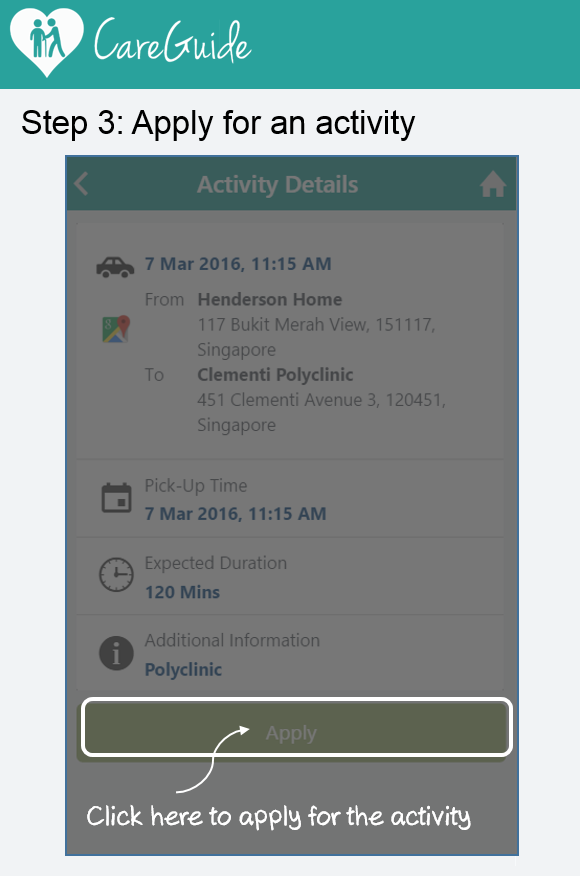 CareGuide
Step 3: Apply for an activity
Activity Details
7 Mar 2016, 11:15 AM
From Henderson Home
117 Bukit Merah View, 151117,
Singapore
To Clementi Polyclinic
451 Clementi Avenue 3, 120451,
Singapore
Pick-Up Time
7 Mar 2016, 11:15 AM
Expected Duration
120 Mins
Additional Information
Polyclinic
Apply
Click here to apply for the activity